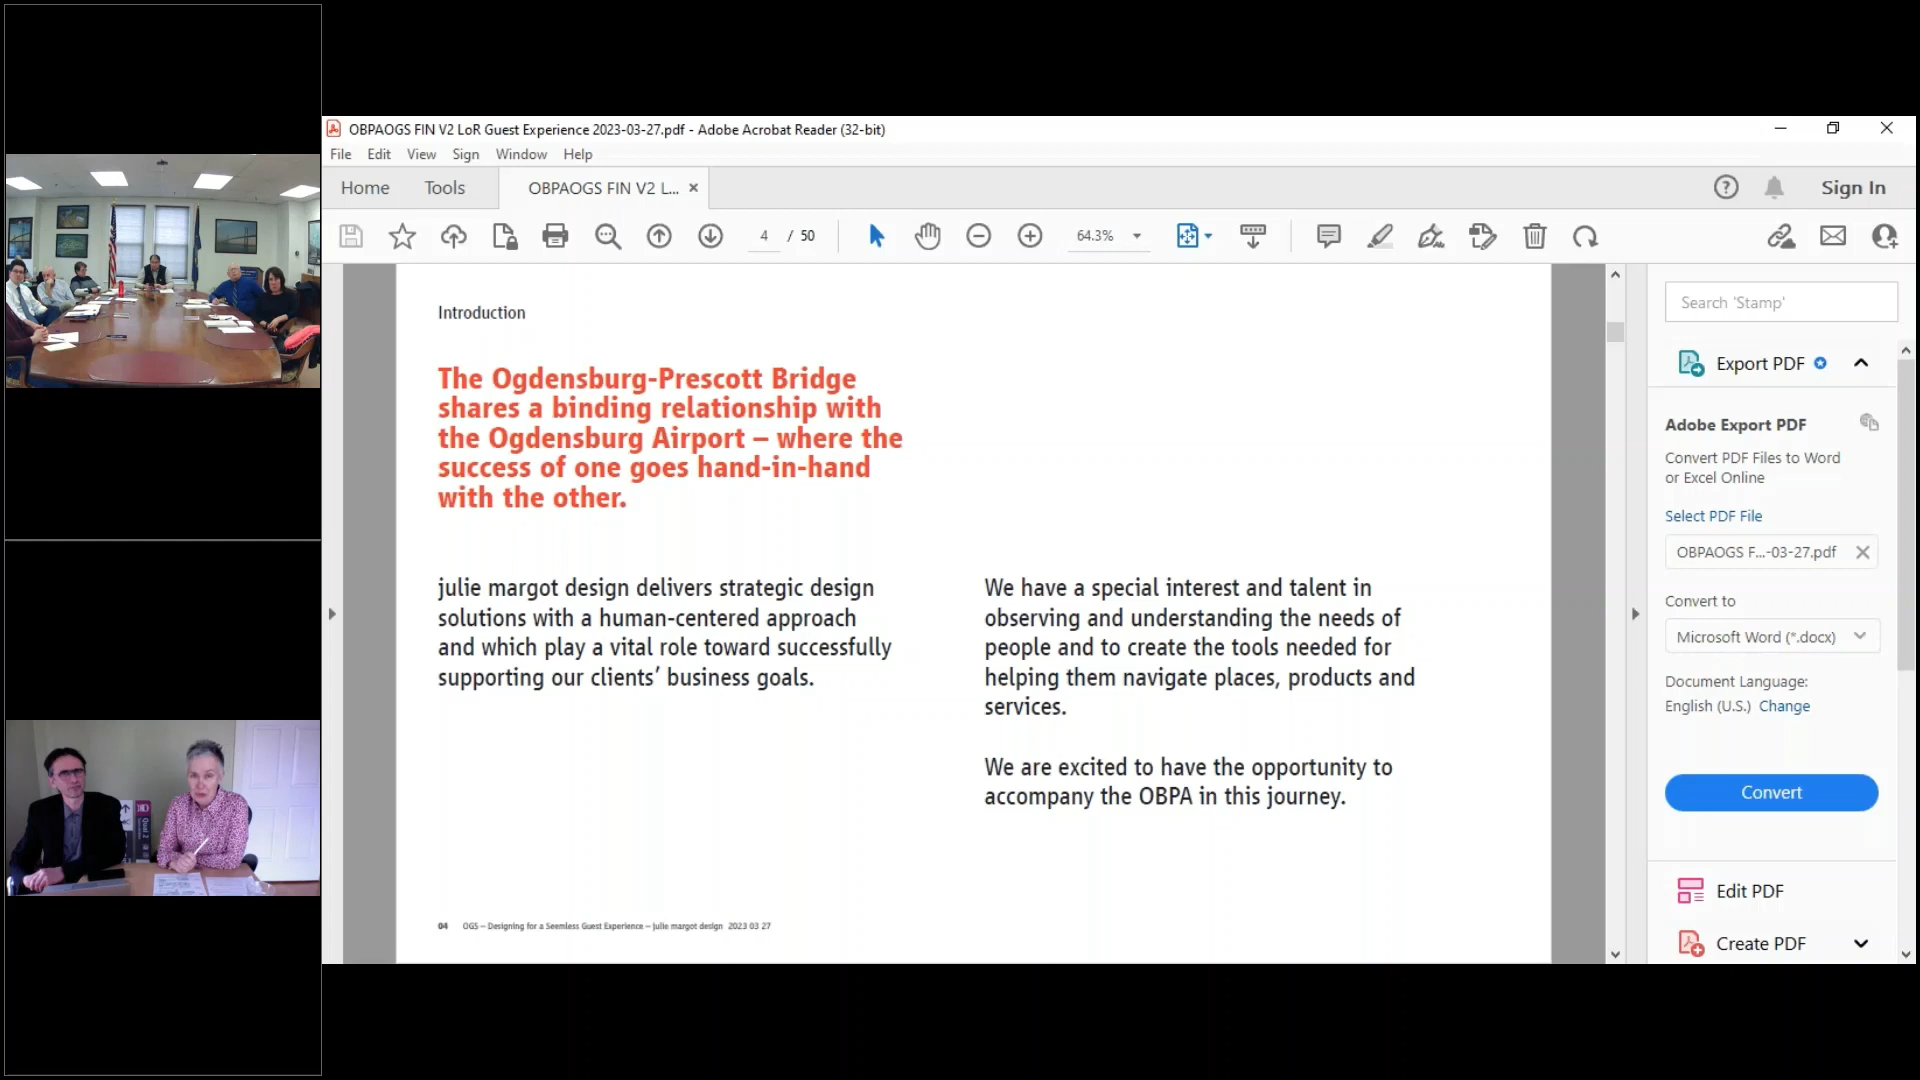 OBPAOGS FIN V2 LoR Guest Experience 2023-03-27.pdf - Adobe Acrobat Reader (32-bit)
File Edit View Sign Window Help
Home Tools OBPAOGS FIN V2 L... ×
Sign In
4 / 50
64.3%
Introduction
The Ogdensburg-Prescott Bridge
shares a binding relationship with
the Ogdensburg Airport – where the
success of one goes hand-in-hand
with the other.
julie margot design delivers strategic design
solutions with a human-centered approach
and which play a vital role toward successfully
supporting our clients’ business goals.
We have a special interest and talent in
observing and understanding the needs of
people and to create the tools needed for
helping them navigate places, products and
services.
We are excited to have the opportunity to
accompany the OBPA in this journey.
04 OGS – Designing for a Seemless Guest Experience – julie margot design 2023 03 27
Search 'Stamp'
Export PDF
Adobe Export PDF
Convert PDF Files to Word
or Excel Online
Select PDF File
OBPAOGS F...-03-27.pdf
Convert to
Microsoft Word (*.docx)
Document Language:
English (U.S.) Change
Convert
Edit PDF
Create PDF